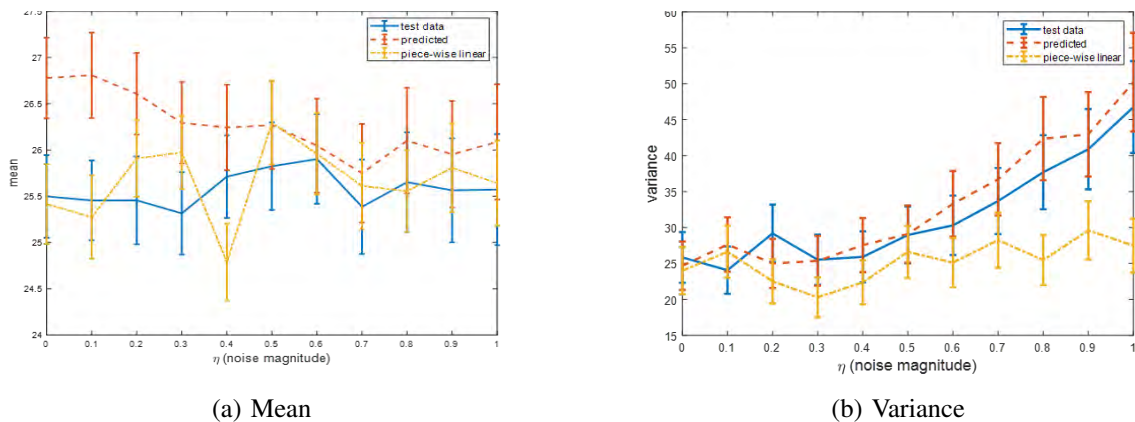 27.5
27
26.5
26
25.5
25
24.5
24
mean
0 0.1 0.2 0.3 0.4 0.5 0.6 0.7 0.8 0.9 1
η (noise magnitude)
test data
predicted
piece-wise linear
(a) Mean
60
55
50
45
40
35
30
25
20
15
variance
0 0.1 0.2 0.3 0.4 0.5 0.6 0.7 0.8 0.9 1
η (noise magnitude)
test data
predicted
piece-wise linear
(b) Variance